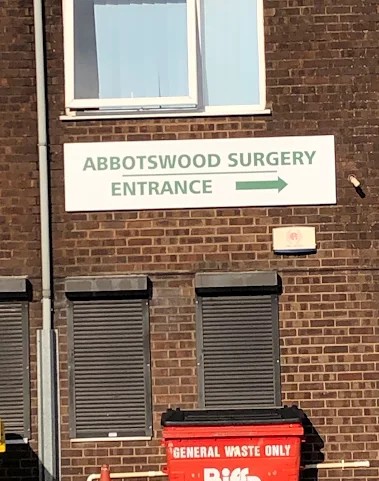 ABBOTSWOOD SURGERY
ENTRANCE
GENERAL WASTE ONLY
Biffa